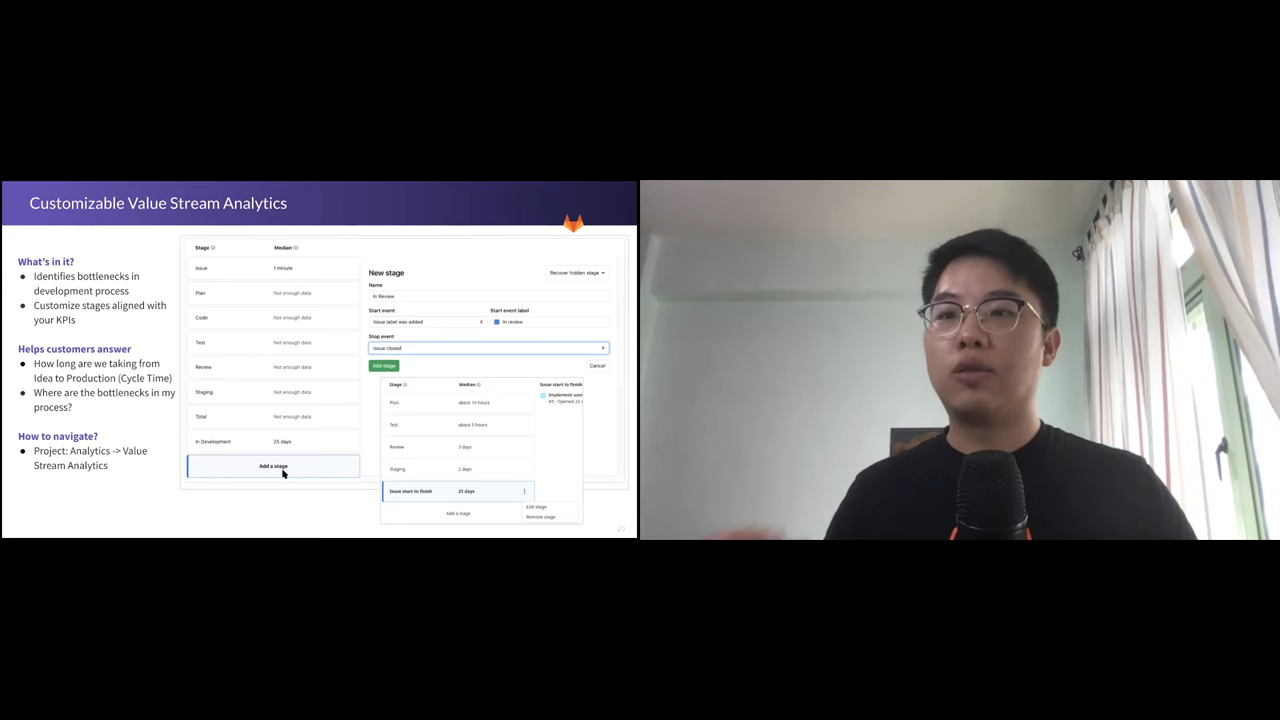 Customizable Value Stream Analytics
What's in it?
● Identifies bottlenecks in
development process
● Customize stages aligned with
your KPIs
Helps customers answer
● How long are we taking from
Idea to Production (Cycle Time)
● Where are the bottlenecks in my
process?
How to navigate?
● Project: Analytics -> Value
Stream Analytics
Stage Median
Issue 1 minute
Plan Not enough data
Code Not enough data
Test Not enough data
Review Not enough data
Staging Not enough data
Total Not enough data
In Development 25 days
Add a stage
New stage Recover hidden stage
Name
In Review
Start event Start event label
Issue label was added In review
Stop event
Issue closed
Add stage Cancel
Stage Median Issue start to finish
Plan about 10 hours Implement user
#5 · Opened 22
Test about 5 hours
Review 3 days
Staging 2 days
Issue start to finish 31 days
Edit stage
Add a stage
Remove stage
25